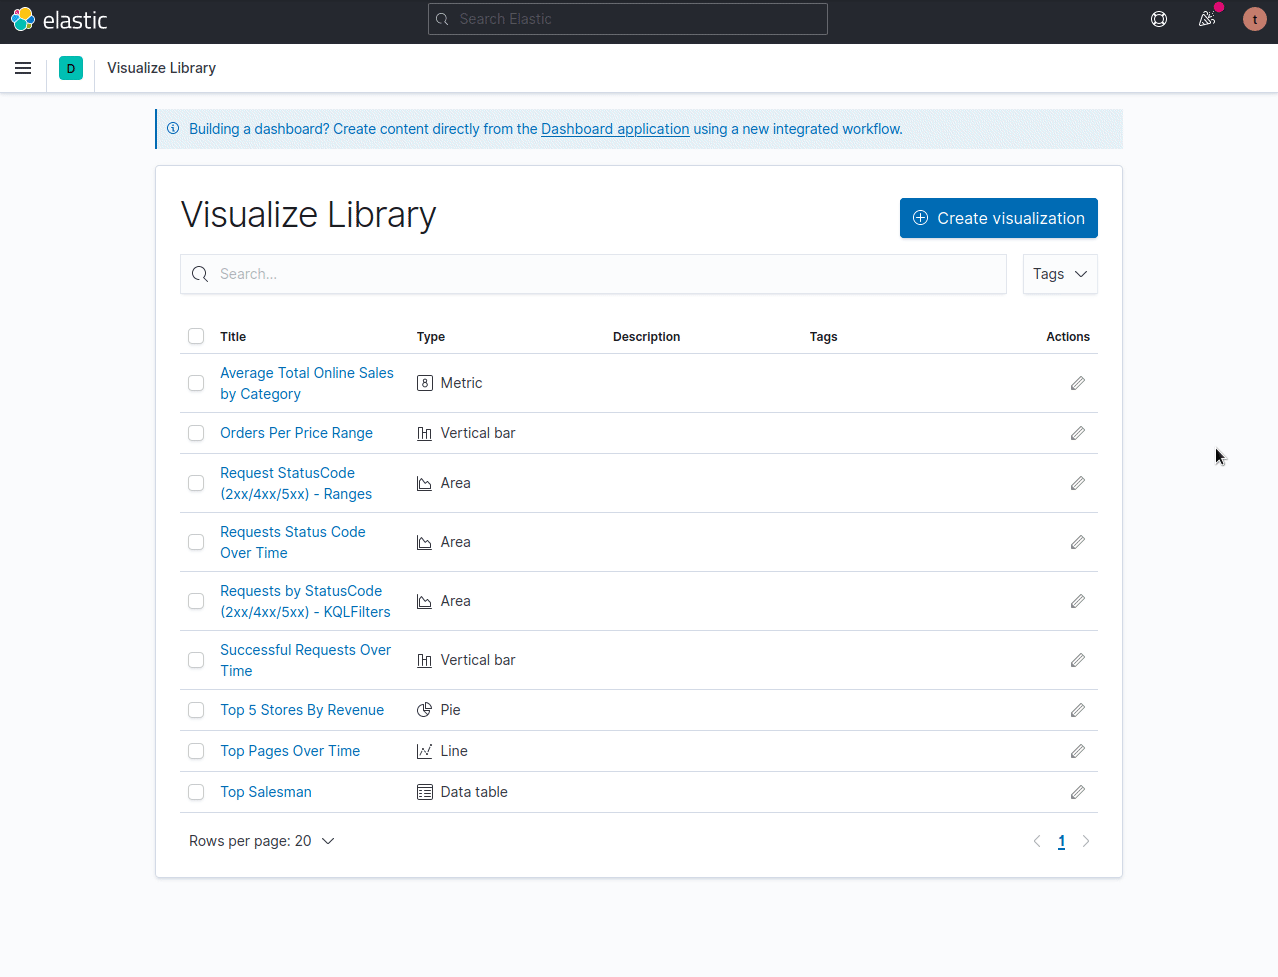 elastic
Search Elastic
t
D
Visualize Library
Building a dashboard? Create content directly from the Dashboard application using a new integrated workflow.
Visualize Library
Create visualization
Search...
Tags
Title Type Description Tags Actions
Average Total Online Sales
by Category
8 Metric
Orders Per Price Range
Vertical bar
Request StatusCode
(2xx/4xx/5xx) - Ranges
Area
Requests Status Code
Over Time
Area
Requests by StatusCode
(2xx/4xx/5xx) - KQLFilters
Area
Successful Requests Over
Time
Vertical bar
Top 5 Stores By Revenue
Pie
Top Pages Over Time
Line
Top Salesman
Data table
Rows per page: 20
1